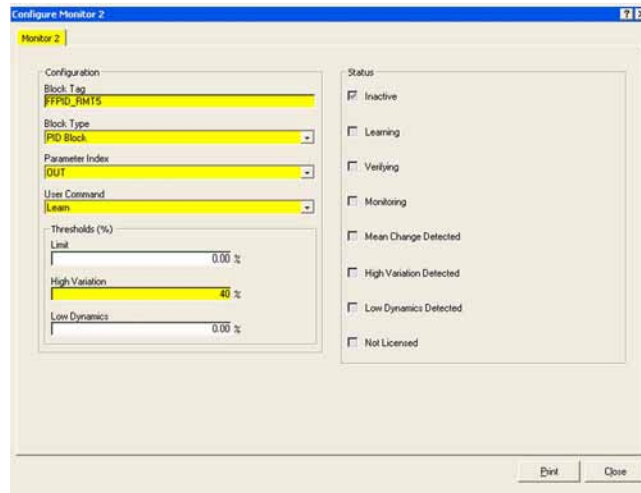 Configure Monitor 2
Monitor 2
Configuration
Block Tag
FFPID_RMT5
Block Type
PID Block
Parameter Index
OUT
User Command
Learn
Thresholds (%)
Limit
0.00 %
High Variation
40 %
Low Dynamics
0.00 %
Status
Inactive
Learning
Verifying
Monitoring
Mean Change Detected
High Variation Detected
Low Dynamics Detected
Not Licensed
Print
Close